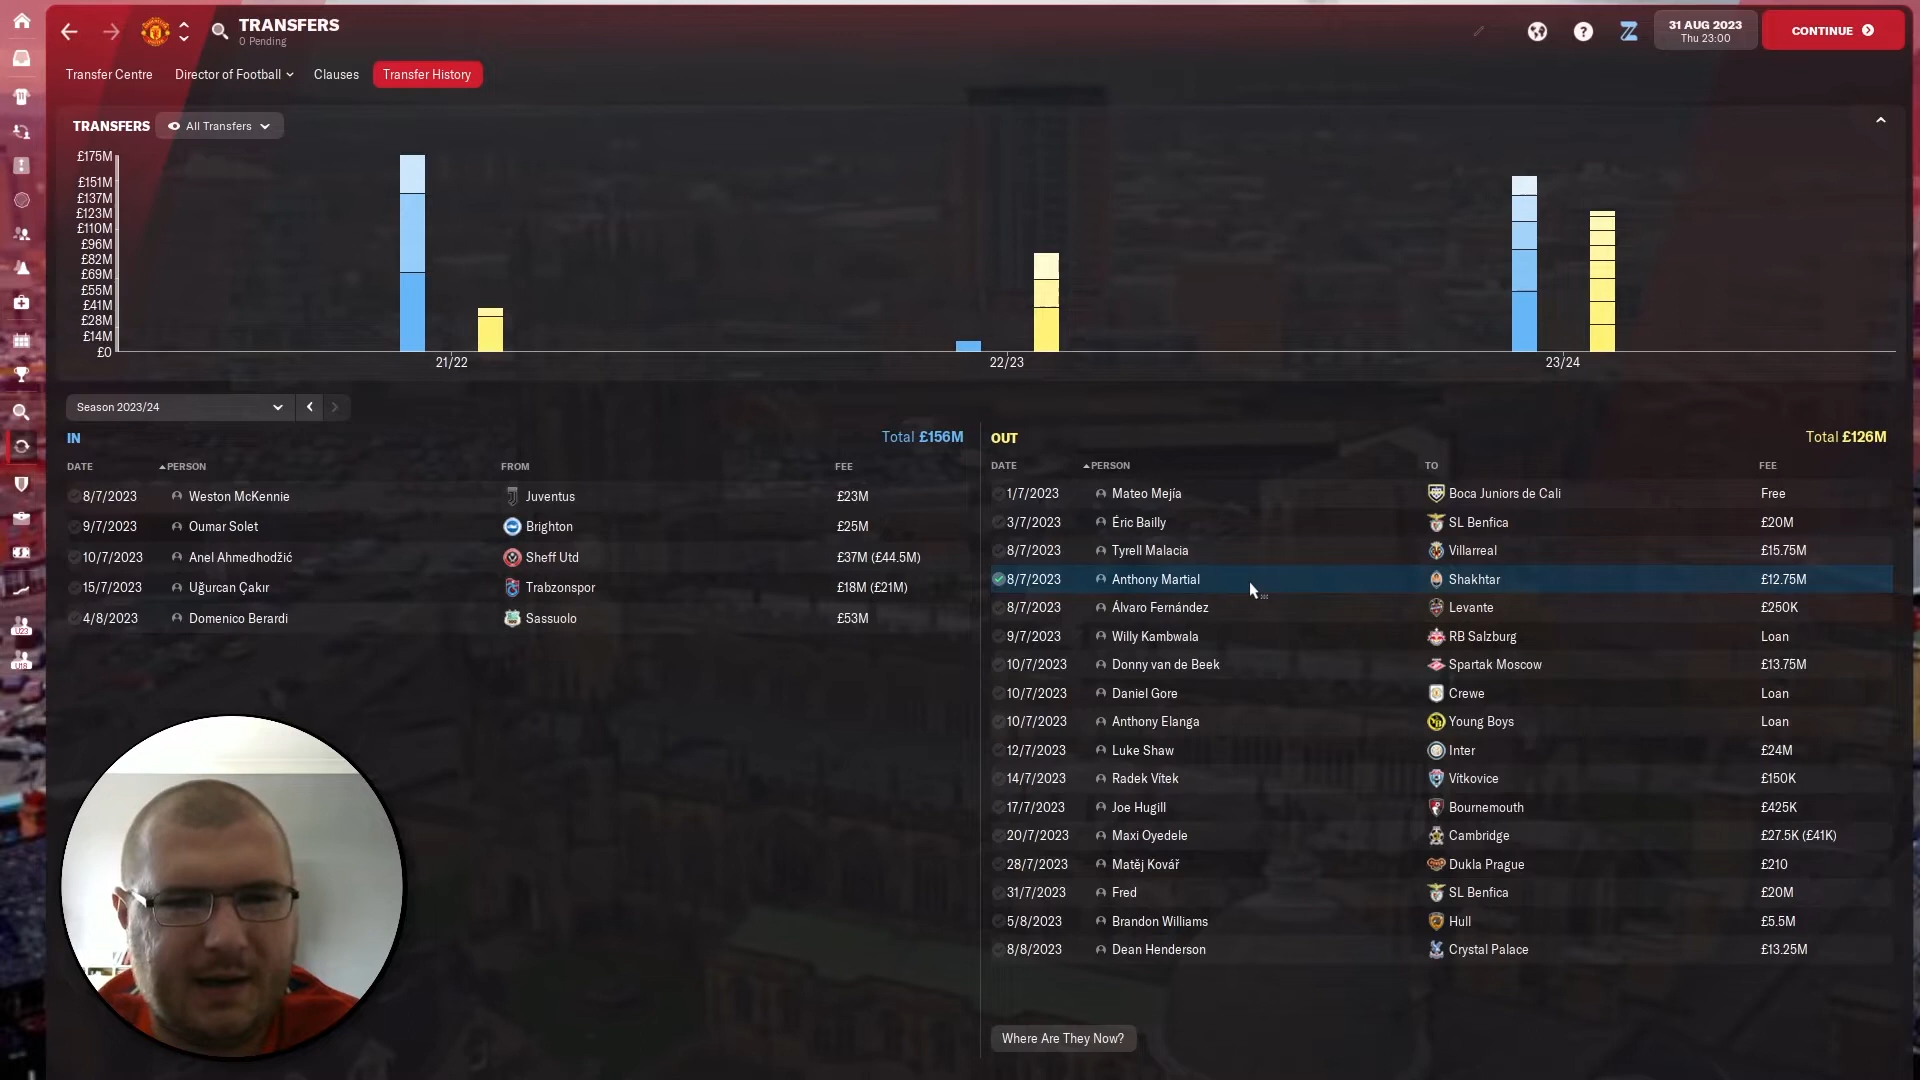 TRANSFERS
0 Pending
31 AUG 2023
Thu 23:00
CONTINUE
Transfer Centre
Director of Football
Clauses
Transfer History
TRANSFERS
All Transfers
£175M
£151M
£137M
£123M
£110M
£96M
£82M
£69M
£55M
£41M
£28M
£14M
£0
21/22
22/23
23/24
Season 2023/24
IN
Total £156M
DATE PERSON FROM FEE
8/7/2023 Weston McKennie Juventus £23M
9/7/2023 Oumar Solet Brighton £25M
10/7/2023 Anel Ahmedhodžić Sheff Utd £37M (£44.5M)
15/7/2023 Uğurcan Çakır Trabzonspor £18M (£21M)
4/8/2023 Domenico Berardi Sassuolo £53M
OUT
Total £126M
DATE PERSON TO FEE
1/7/2023 Mateo Mejía Boca Juniors de Cali Free
3/7/2023 Éric Bailly SL Benfica £20M
8/7/2023 Tyrell Malacia Villarreal £15.75M
8/7/2023 Anthony Martial Shakhtar £12.75M
8/7/2023 Álvaro Fernández Levante £250K
9/7/2023 Willy Kambwala RB Salzburg Loan
10/7/2023 Donny van de Beek Spartak Moscow £13.75M
10/7/2023 Daniel Gore Crewe Loan
10/7/2023 Anthony Elanga Young Boys Loan
12/7/2023 Luke Shaw Inter £24M
14/7/2023 Radek Vítek Vítkovice £150K
17/7/2023 Joe Hugill Bournemouth £425K
20/7/2023 Maxi Oyedele Cambridge £27.5K (£41K)
28/7/2023 Matěj Kovář Dukla Prague £210
31/7/2023 Fred SL Benfica £20M
5/8/2023 Brandon Williams Hull £5.5M
8/8/2023 Dean Henderson Crystal Palace £13.25M
Where Are They Now?
U23
U18